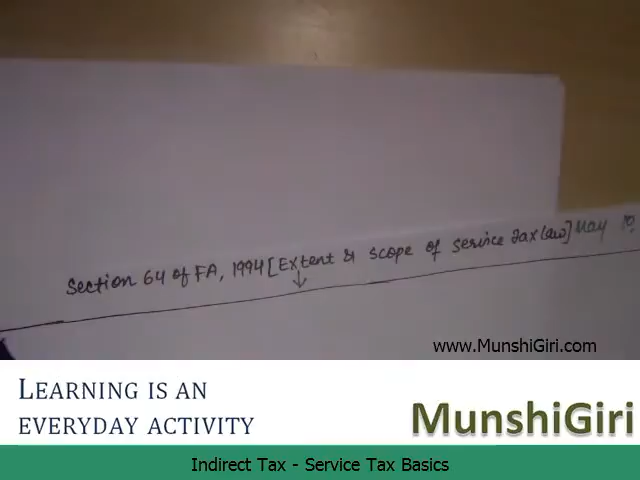 Section 64 of FA, 1994 [Extent & scope of service tax law] May 10,
www.MunshiGiri.com
LEARNING IS AN
EVERYDAY ACTIVITY
MunshiGiri
Indirect Tax - Service Tax Basics